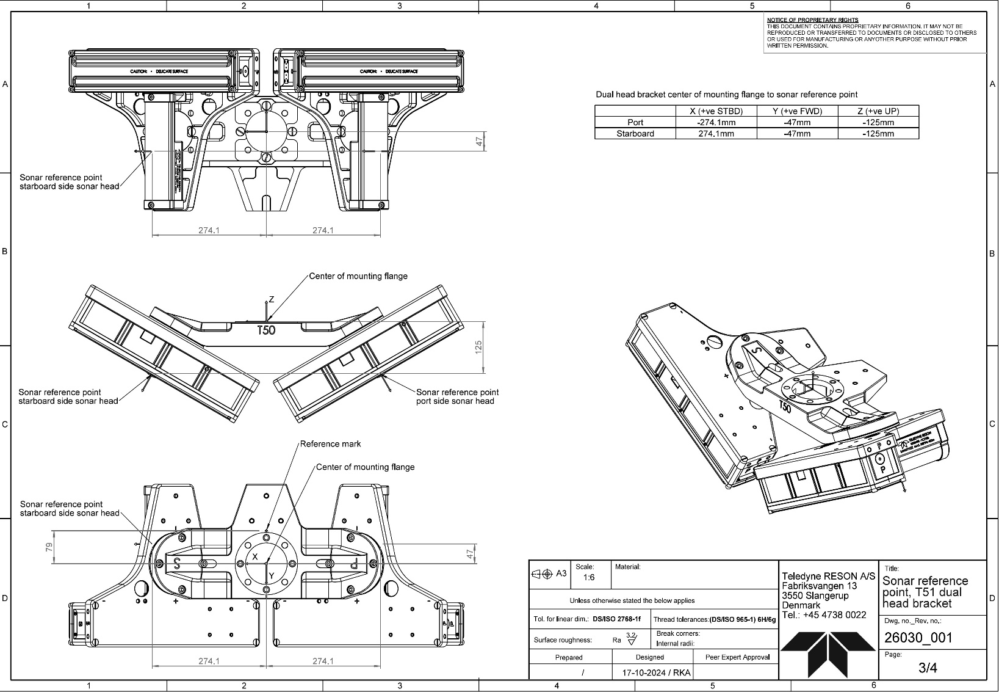 1 2 3 4 5 6
NOTICE OF PROPRIETARY RIGHTS
THIS DOCUMENT CONTAINS PROPRIETARY INFORMATION. IT MAY NOT BE
REPRODUCED OR TRANSFERRED TO DOCUMENTS OR DISCLOSED TO OTHERS
OR USED FOR MANUFACTURING OR ANYOTHER PURPOSE WITHOUT PRIOR
WRITTEN PERMISSION.
A A
CAUTION: • DELICATE SURFACE CAUTION: • DELICATE SURFACE
47
Sonar reference point
starboard side sonar head
274.1 274.1
Dual head bracket center of mounting flange to sonar reference point
X (+ve STBD) Y (+ve FWD) Z (+ve UP)
Port -274.1mm -47mm -125mm
Starboard 274.1mm -47mm -125mm
B B
Center of mounting flange
Z
T50
125
Sonar reference point
starboard side sonar head
Sonar reference point
port side sonar head
S
T50
TELEDYNE RESON
P
P
P
C C
Reference mark
Center of mounting flange
Sonar reference point
starboard side sonar head
79
47
S X P
Y
274.1 274.1
D D
A3
Scale:
1:6
Material:
Unless otherwise stated the below applies
Tol. for linear dim.: DS/ISO 2768-1f
Thread tolerances:(DS/ISO 965-1) 6H/6g
Surface roughness: Ra 3.2
Break corners:
Internal radii:
Prepared Designed Peer Expert Approval
/ 17-10-2024 / RKA
Teledyne RESON A/S
Fabriksvangen 13
3550 Slangerup
Denmark
Tel.: +45 4738 0022
Title:
Sonar reference
point, T51 dual
head bracket
Dwg. no._Rev. no.:
26030_001
Page:
3/4
1 2 3 4 5 6